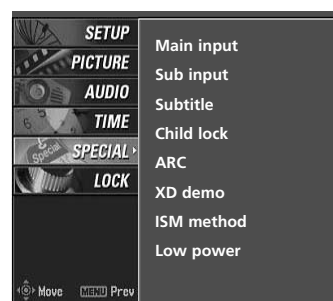 SETUP
PICTURE
AUDIO
TIME
SPECIAL
LOCK
Move MENU Prev
Main input
Sub input
Subtitle
Child lock
ARC
XD demo
ISM method
Low power